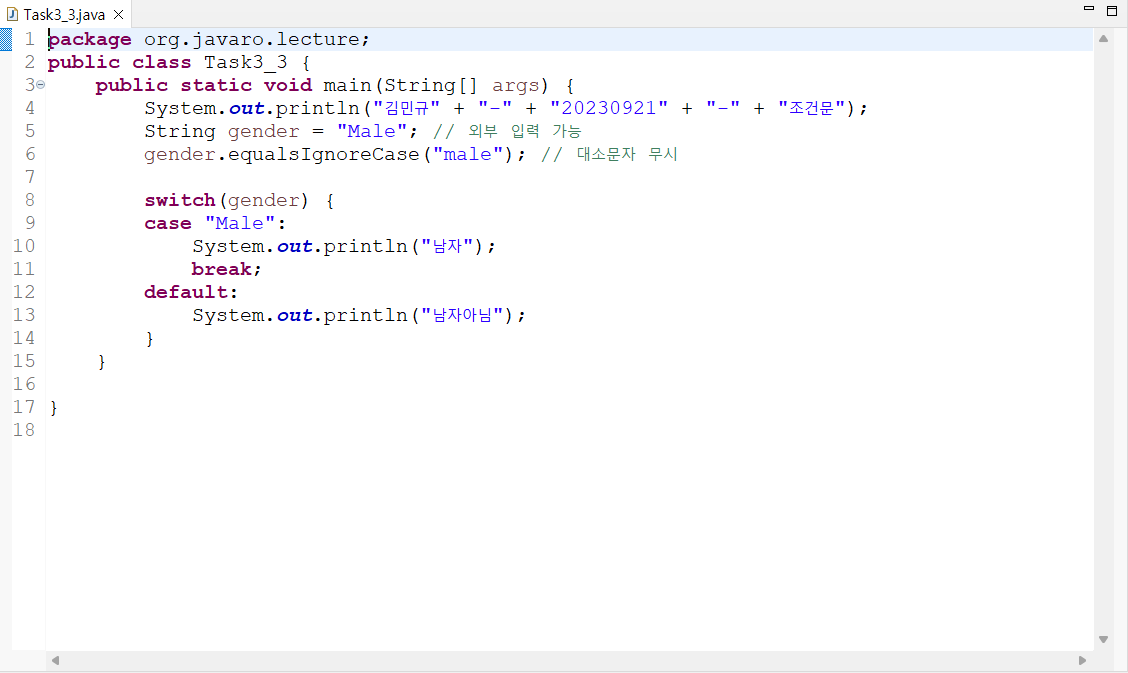 Task3_3.java
1 package org.javaro.lecture;
2 public class Task3_3 {
3 public static void main(String[] args) {
4 System.out.println("김민규" + "-" + "20230921" + "-" + "조건문");
5 String gender = "Male"; // 외부 입력 가능
6 gender.equalsIgnoreCase("male"); // 대소문자 무시
7
8 switch(gender) {
9 case "Male":
10 System.out.println("남자");
11 break;
12 default:
13 System.out.println("남자아님");
14 }
15 }
16
17 }
18